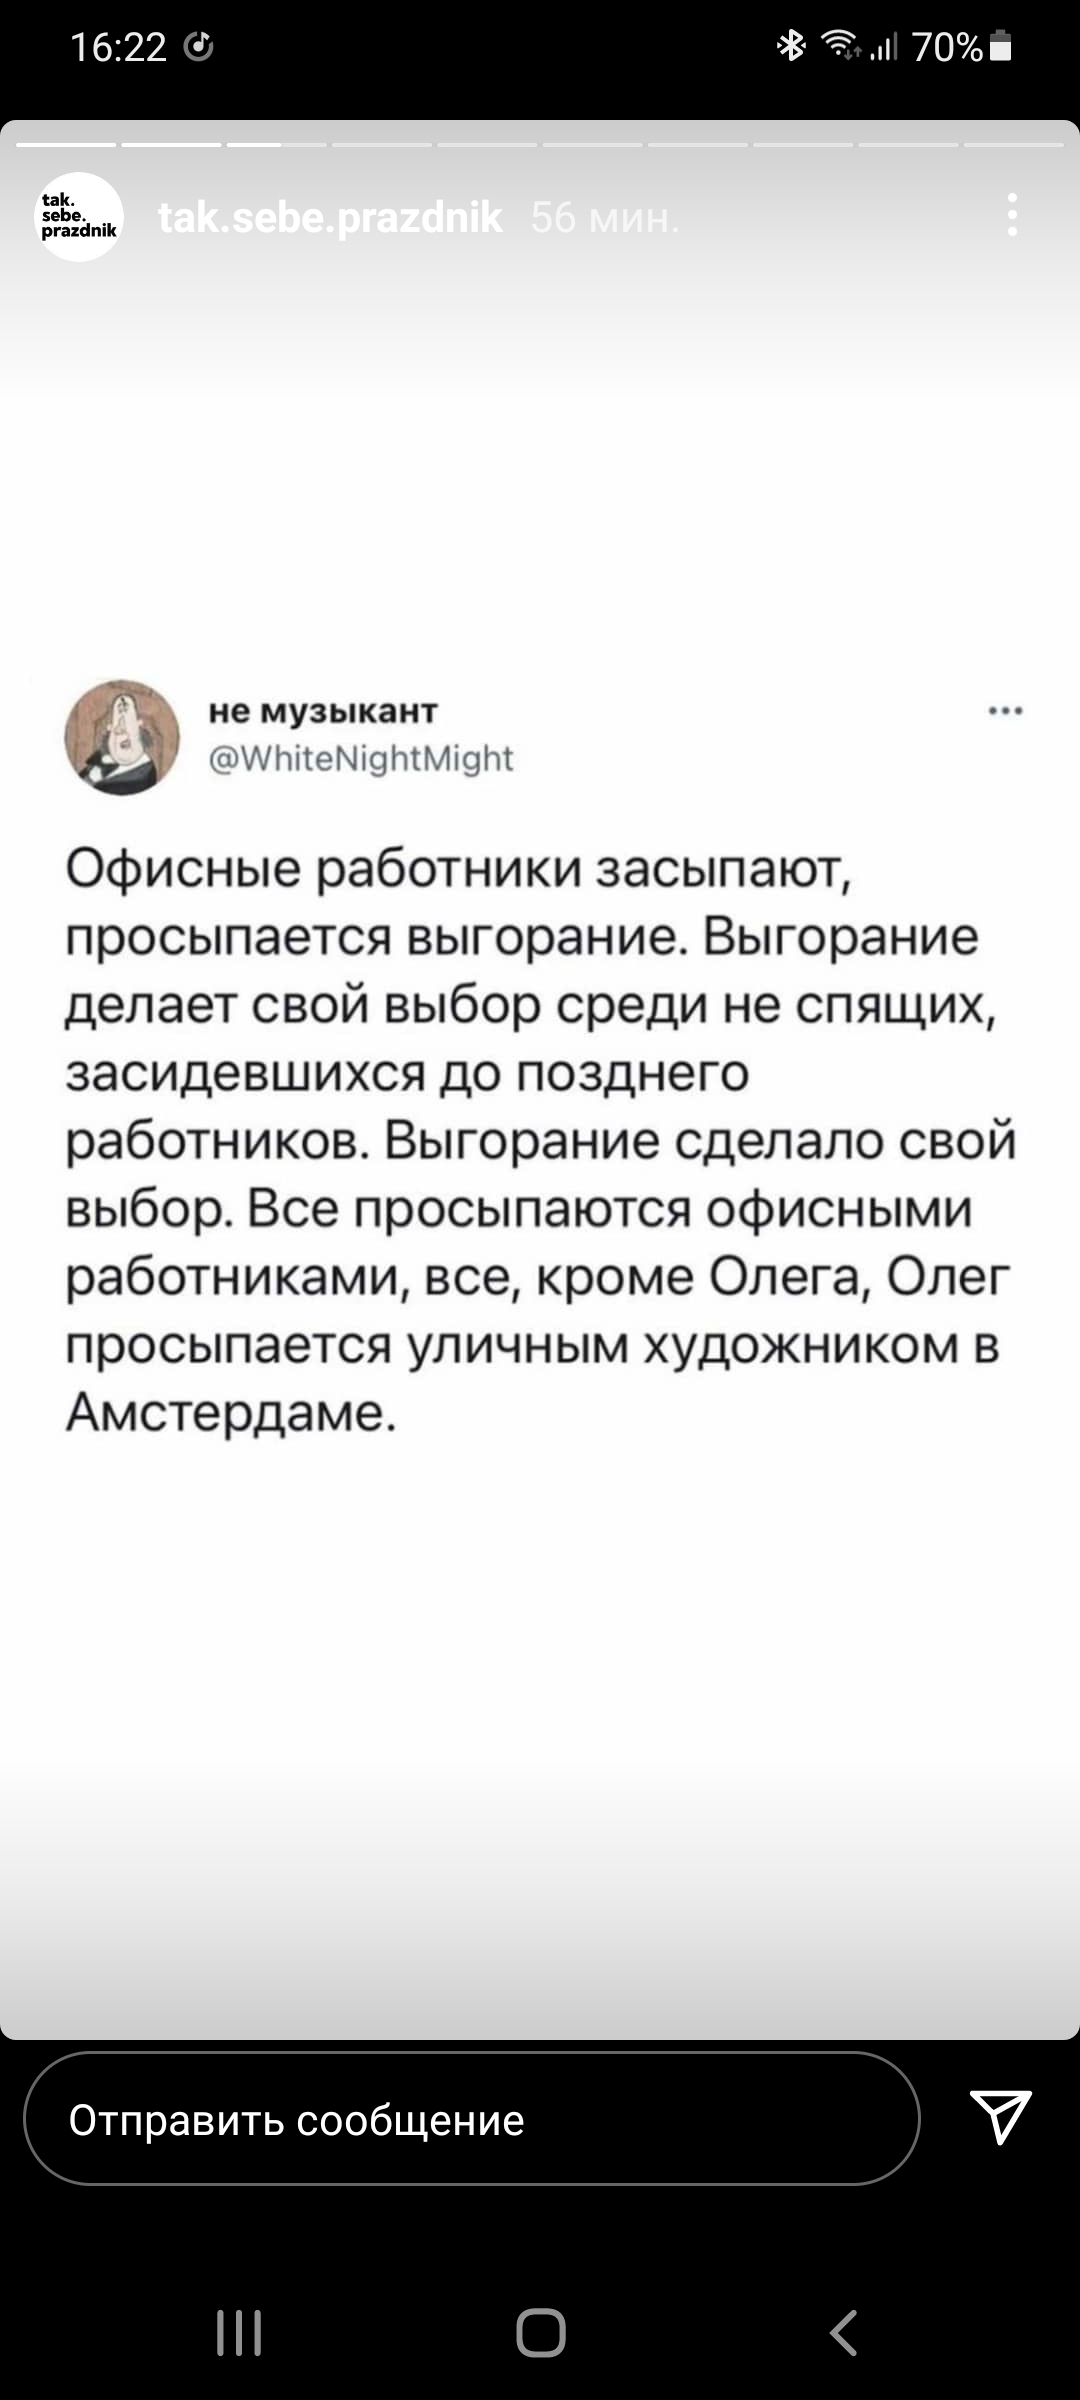 16:22
70%
tak.
sebe.
prazdnik
tak.sebe.prazdnik 56 мин.
не музыкант
@WhiteNightMight
Офисные работники засыпают,
просыпается выгорание. Выгорание
делает свой выбор среди не спящих,
засидевшихся до позднего
работников. Выгорание сделало свой
выбор. Все просыпаются офисными
работниками, все, кроме Олега, Олег
просыпается уличным художником в
Амстердаме.
Отправить сообщение